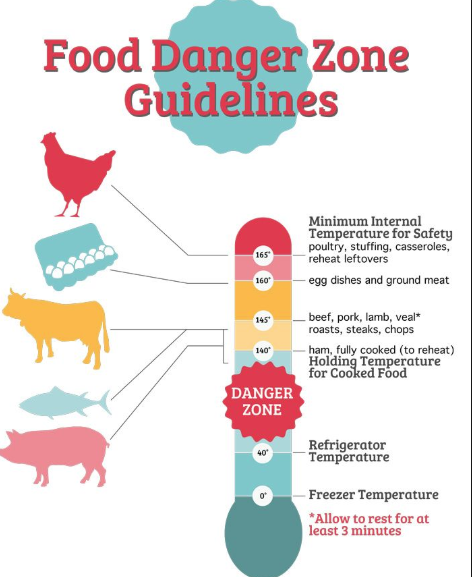 Food Danger Zone
Guidelines
Minimum Internal
Temperature for Safety
poultry, stuffing, casseroles,
reheat leftovers
165°
160°
egg dishes and ground meat
145°
beef, pork, lamb, veal*
roasts, steaks, chops
140°
ham, fully cooked (to reheat)
Holding Temperature
for Cooked Food
DANGER
ZONE
40°
Refrigerator
Temperature
0°
Freezer Temperature
*Allow to rest for at
least 3 minutes